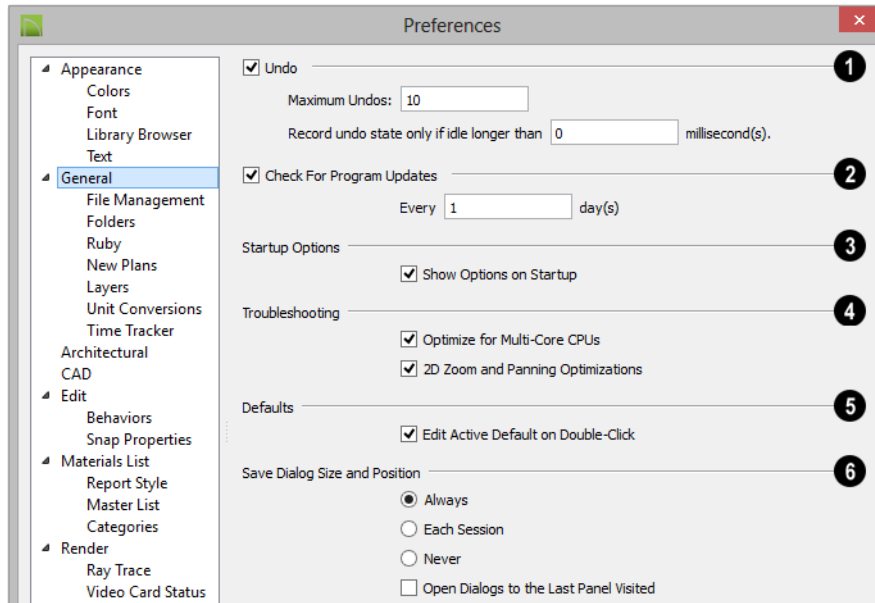 Preferences
Appearance
Colors
Font
Library Browser
Text
General
File Management
Folders
Ruby
New Plans
Layers
Unit Conversions
Time Tracker
Architectural
CAD
Edit
Behaviors
Snap Properties
Materials List
Report Style
Master List
Categories
Render
Ray Trace
Video Card Status
Undo 1
Maximum Undos: 10
Record undo state only if idle longer than 0 millisecond(s).
Check For Program Updates 2
Every 1 day(s)
Startup Options 3
Show Options on Startup
Troubleshooting 4
Optimize for Multi-Core CPUs
2D Zoom and Panning Optimizations
Defaults 5
Edit Active Default on Double-Click
Save Dialog Size and Position 6
Always
Each Session
Never
Open Dialogs to the Last Panel Visited